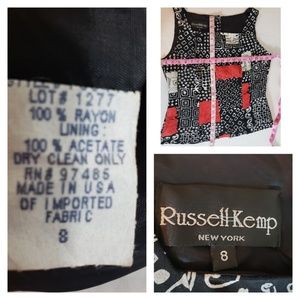 LOT# 1277
100 % RAYON
LINING:
100 % ACETATE
DRY CLEAN ONLY
RN# 97485
MADE IN USA
OF IMPORTED
FABRIC
8
Russell Kemp
NEW YORK
8